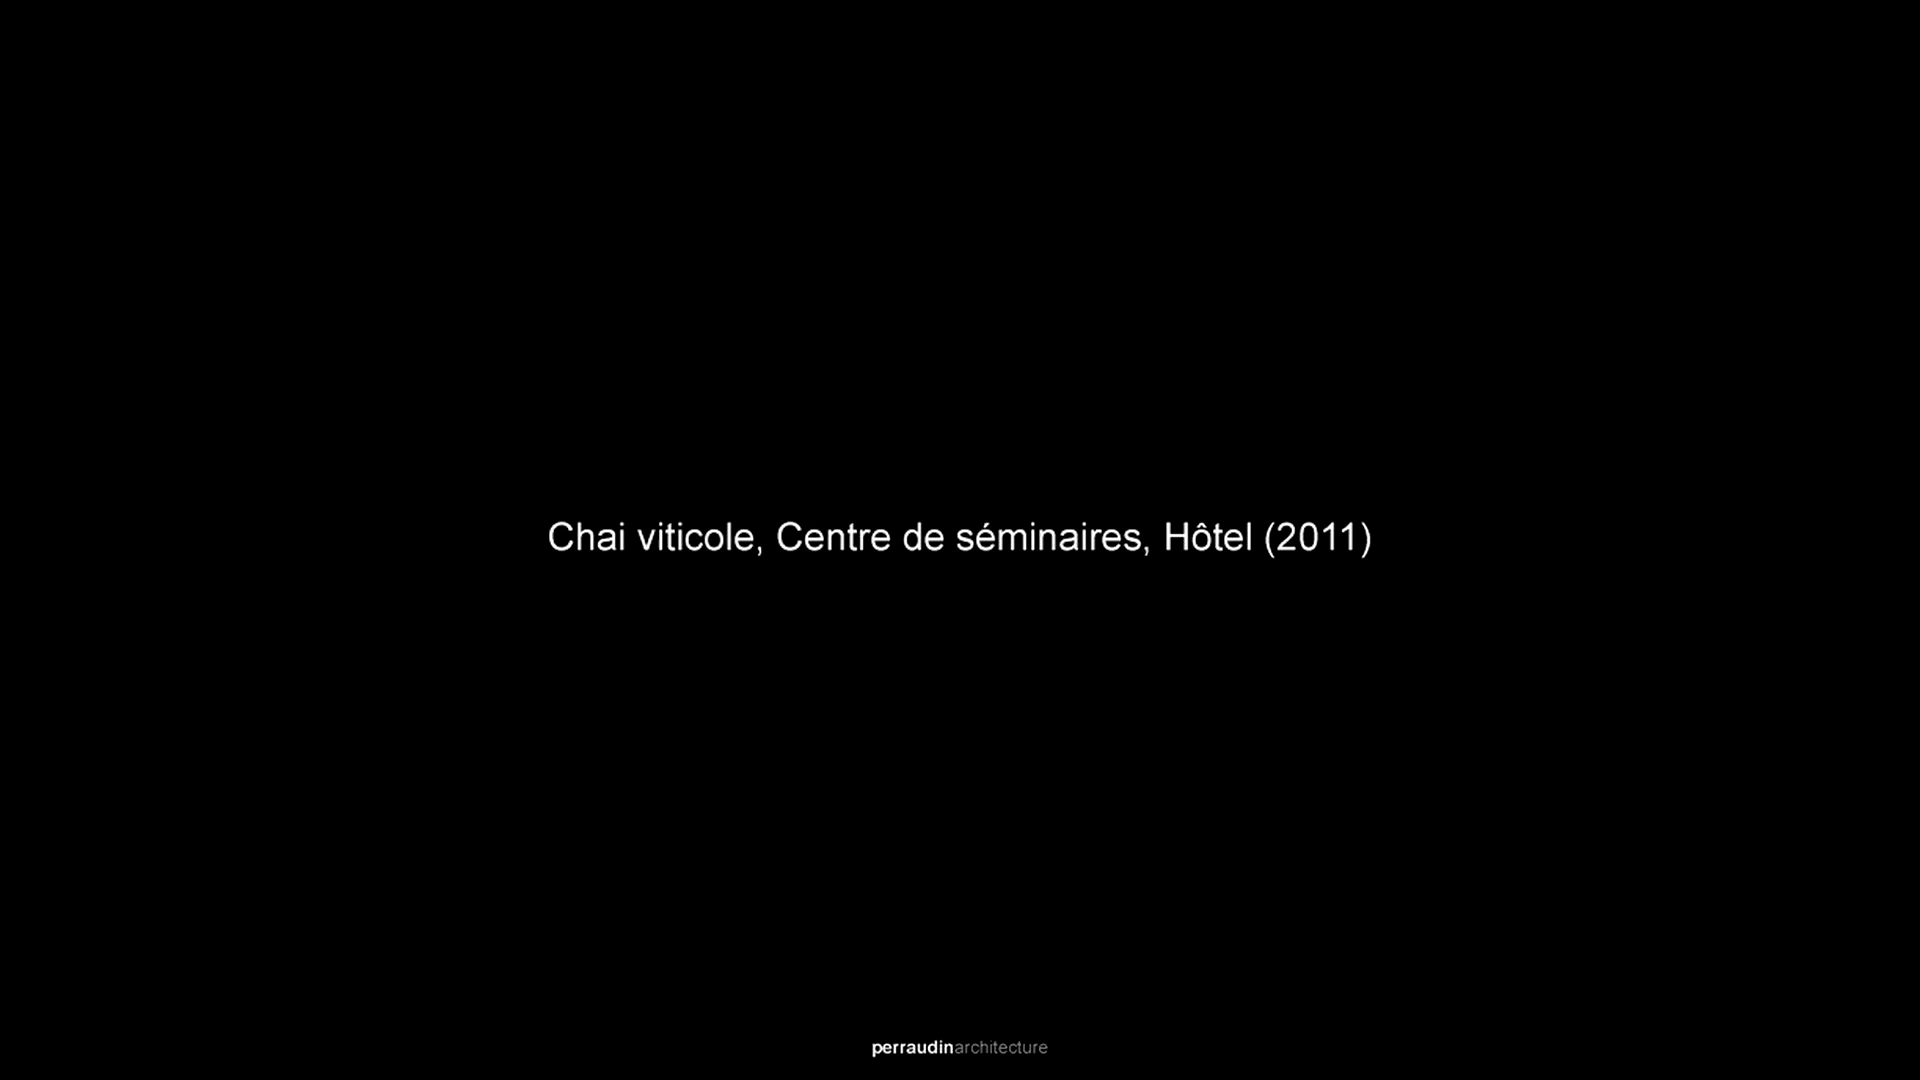 Chai viticole, Centre de séminaires, Hôtel (2011)
perraudinarchitecture